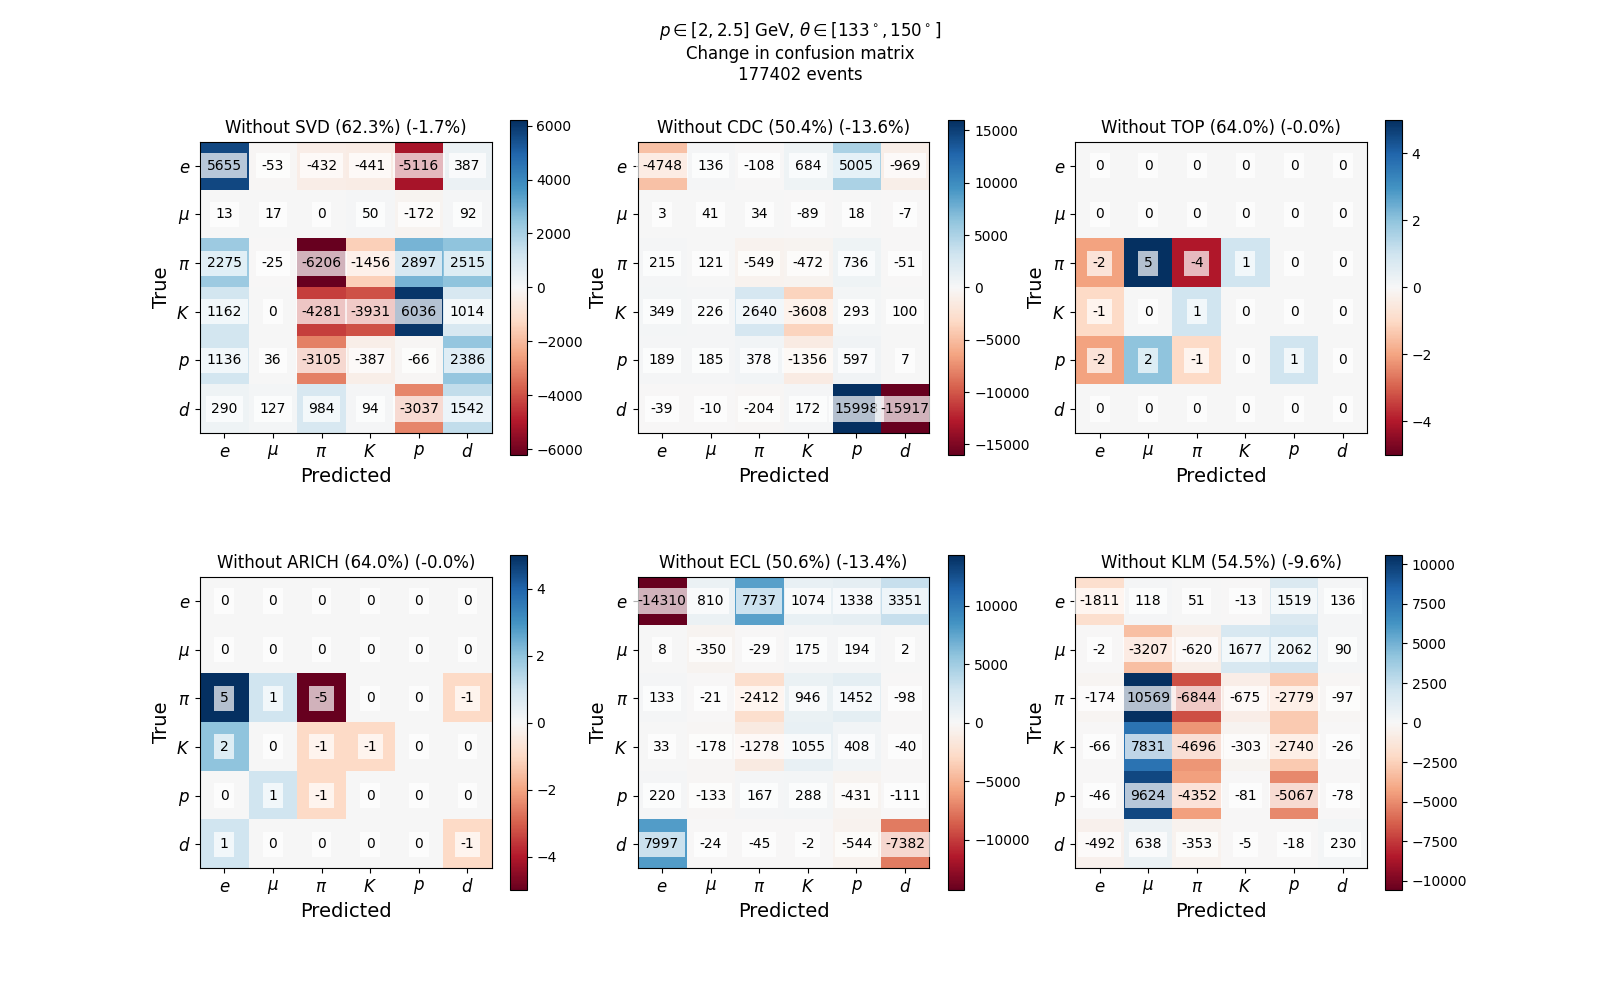 p ∈ [2, 2.5] GeV, θ ∈ [133°, 150°]
Change in confusion matrix
177402 events
Without SVD (62.3%) (-1.7%)
True
e 5655 -53 -432 -441 -5116 387
μ 13 17 0 50 -172 92
π 2275 -25 -6206 -1456 2897 2515
K 1162 0 -4281 -3931 6036 1014
p 1136 36 -3105 -387 -66 2386
d 290 127 984 94 -3037 1542
e μ π K p d
Predicted
6000
4000
2000
0
−2000
−4000
−6000
Without CDC (50.4%) (-13.6%)
True
e -4748 136 -108 684 5005 -969
μ 3 41 34 -89 18 -7
π 215 121 -549 -472 736 -51
K 349 226 2640 -3608 293 100
p 189 185 378 -1356 597 7
d -39 -10 -204 172 15998 -15917
e μ π K p d
Predicted
15000
10000
5000
0
−5000
−10000
−15000
Without TOP (64.0%) (-0.0%)
True
e 0 0 0 0 0 0
μ 0 0 0 0 0 0
π -2 5 -4 1 0 0
K -1 0 1 0 0 0
p -2 2 -1 0 1 0
d 0 0 0 0 0 0
e μ π K p d
Predicted
4
2
0
−2
−4
Without ARICH (64.0%) (-0.0%)
True
e 0 0 0 0 0 0
μ 0 0 0 0 0 0
π 5 1 -5 0 0 -1
K 2 0 -1 -1 0 0
p 0 1 -1 0 0 0
d 1 0 0 0 0 -1
e μ π K p d
Predicted
4
2
0
−2
−4
Without ECL (50.6%) (-13.4%)
True
e -14310 810 7737 1074 1338 3351
μ 8 -350 -29 175 194 2
π 133 -21 -2412 946 1452 -98
K 33 -178 -1278 1055 408 -40
p 220 -133 167 288 -431 -111
d 7997 -24 -45 -2 -544 -7382
e μ π K p d
Predicted
10000
5000
0
−5000
−10000
Without KLM (54.5%) (-9.6%)
True
e -1811 118 51 -13 1519 136
μ -2 -3207 -620 1677 2062 90
π -174 10569 -6844 -675 -2779 -97
K -66 7831 -4696 -303 -2740 -26
p -46 9624 -4352 -81 -5067 -78
d -492 638 -353 -5 -18 230
e μ π K p d
Predicted
10000
7500
5000
2500
0
−2500
−5000
−7500
−10000